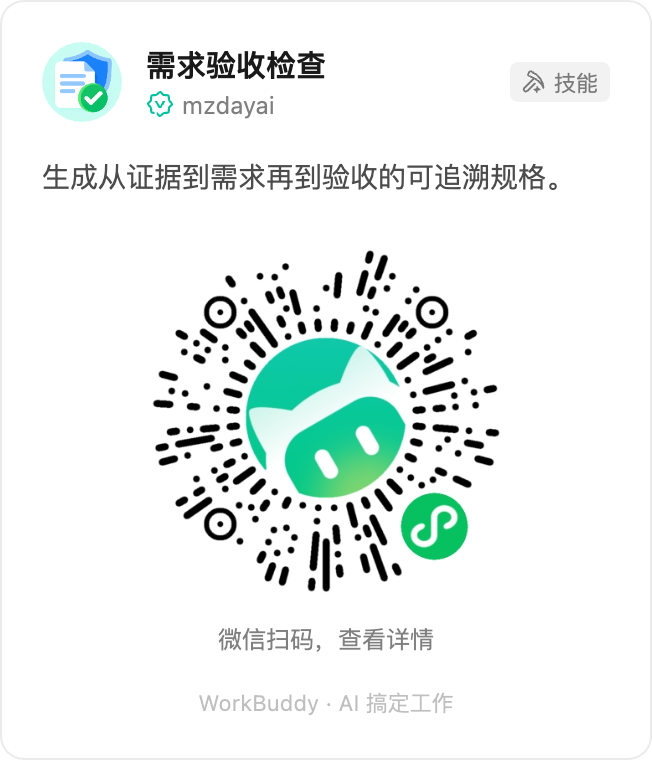 需求验收检查
mzdayai
技能
生成从证据到需求再到验收的可追溯规格。
微信扫码，查看详情
WorkBuddy · AI 搞定工作